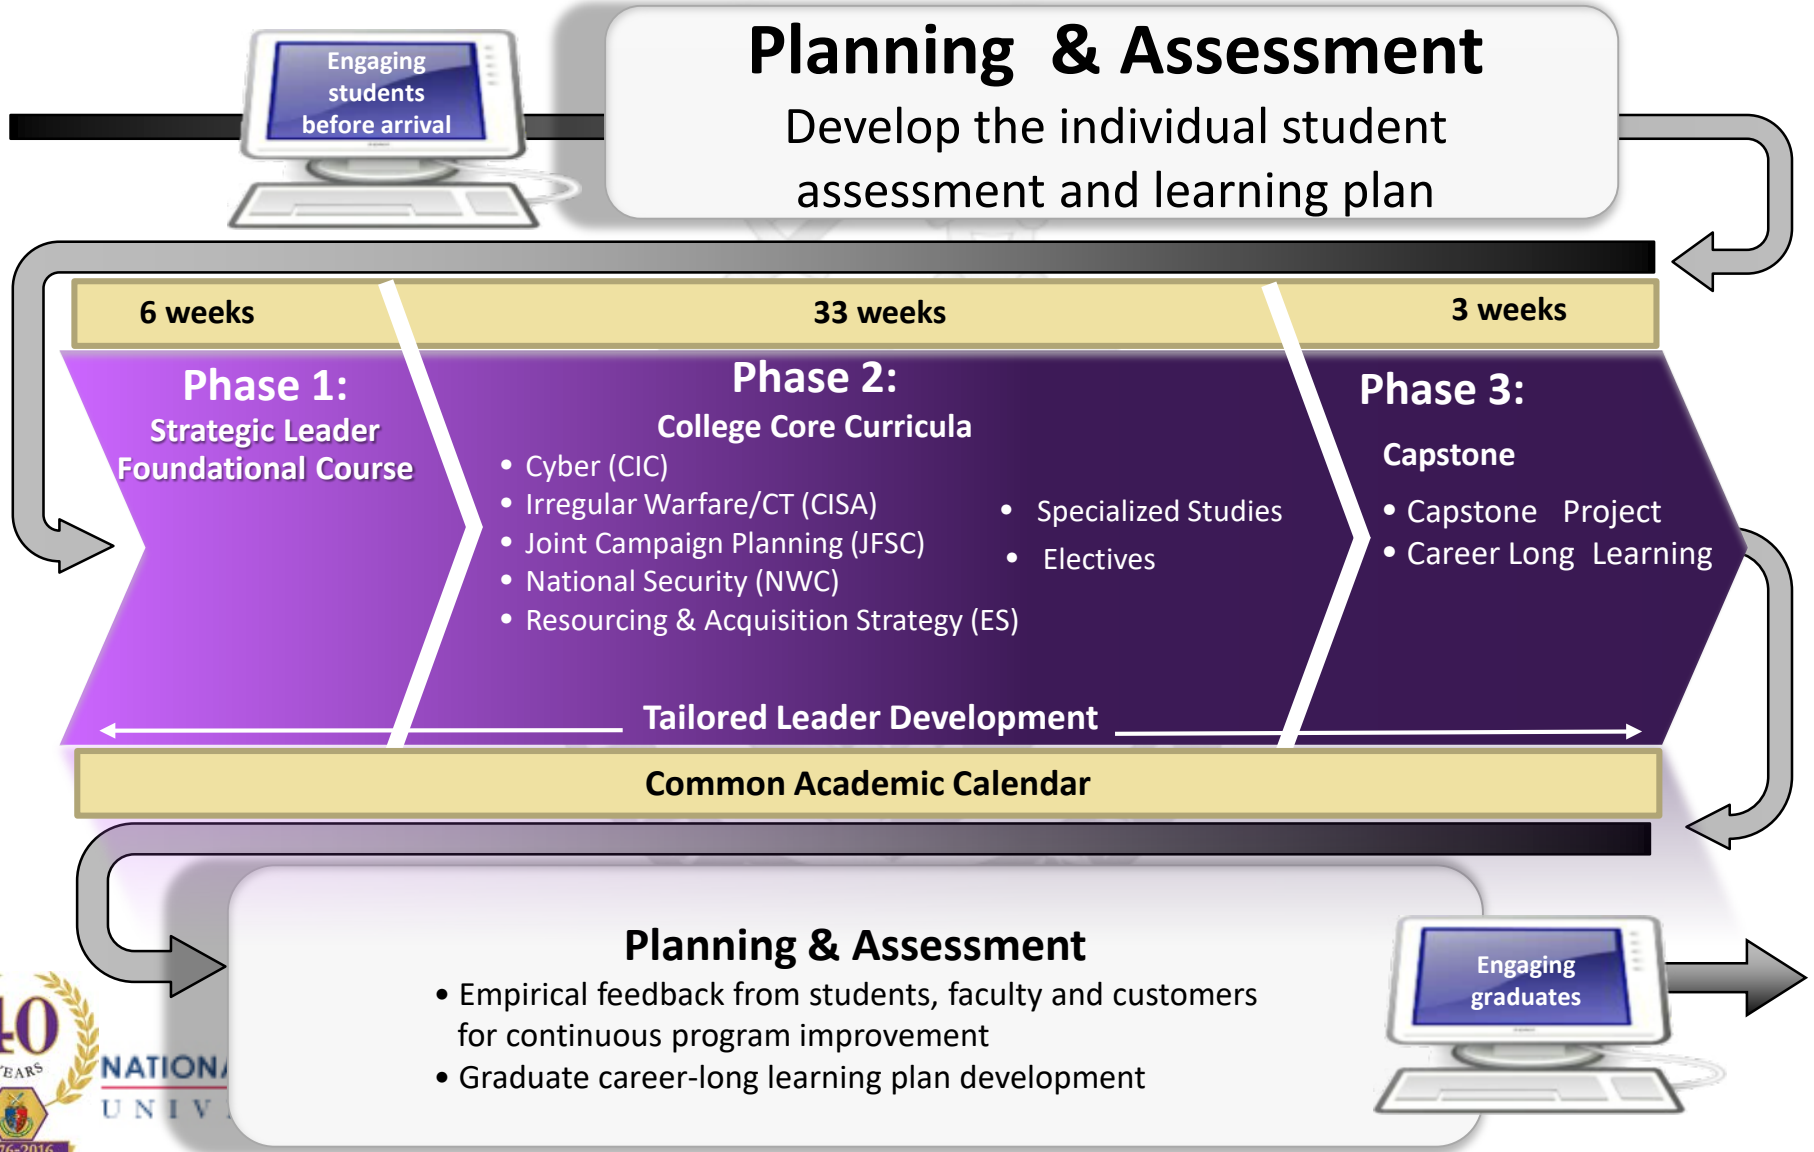 Engaging
students
before arrival
Planning & Assessment
Develop the individual student
assessment and learning plan
6 weeks
33 weeks
3 weeks
Phase 1:
Strategic Leader
Foundational Course
Phase 2:
College Core Curricula
• Cyber (CIC)
• Irregular Warfare/CT (CISA)
• Joint Campaign Planning (JFSC)
• National Security (NWC)
• Resourcing & Acquisition Strategy (ES)
• Specialized Studies
• Electives
Phase 3:
Capstone
• Capstone Project
• Career Long Learning
Tailored Leader Development
Common Academic Calendar
Planning & Assessment
• Empirical feedback from students, faculty and customers
for continuous program improvement
• Graduate career-long learning plan development
Engaging
graduates
40
YEARS
76-2016